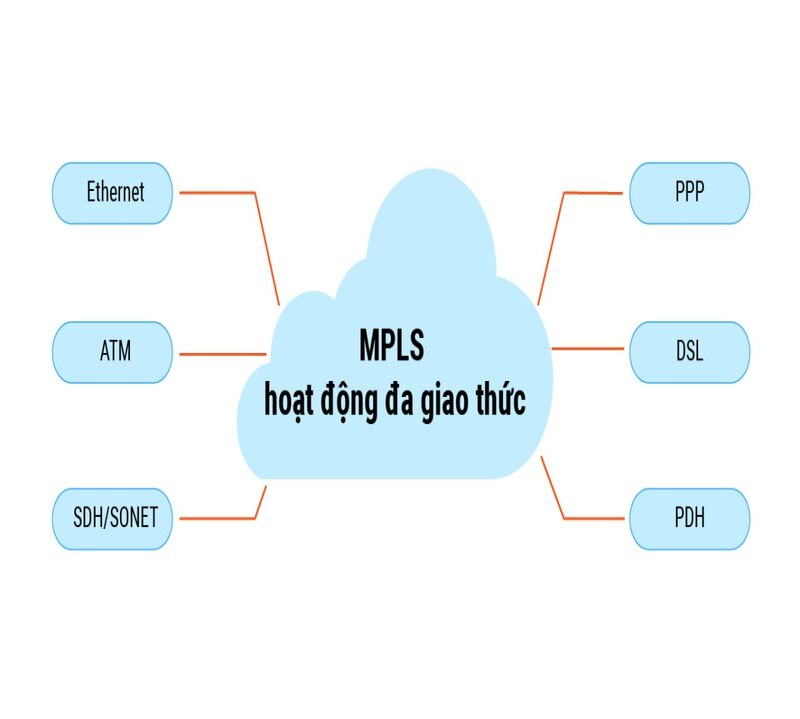 Ethernet
PPP
ATM
MPLS
hoạt động đa giao thức
DSL
SDH/SONET
PDH